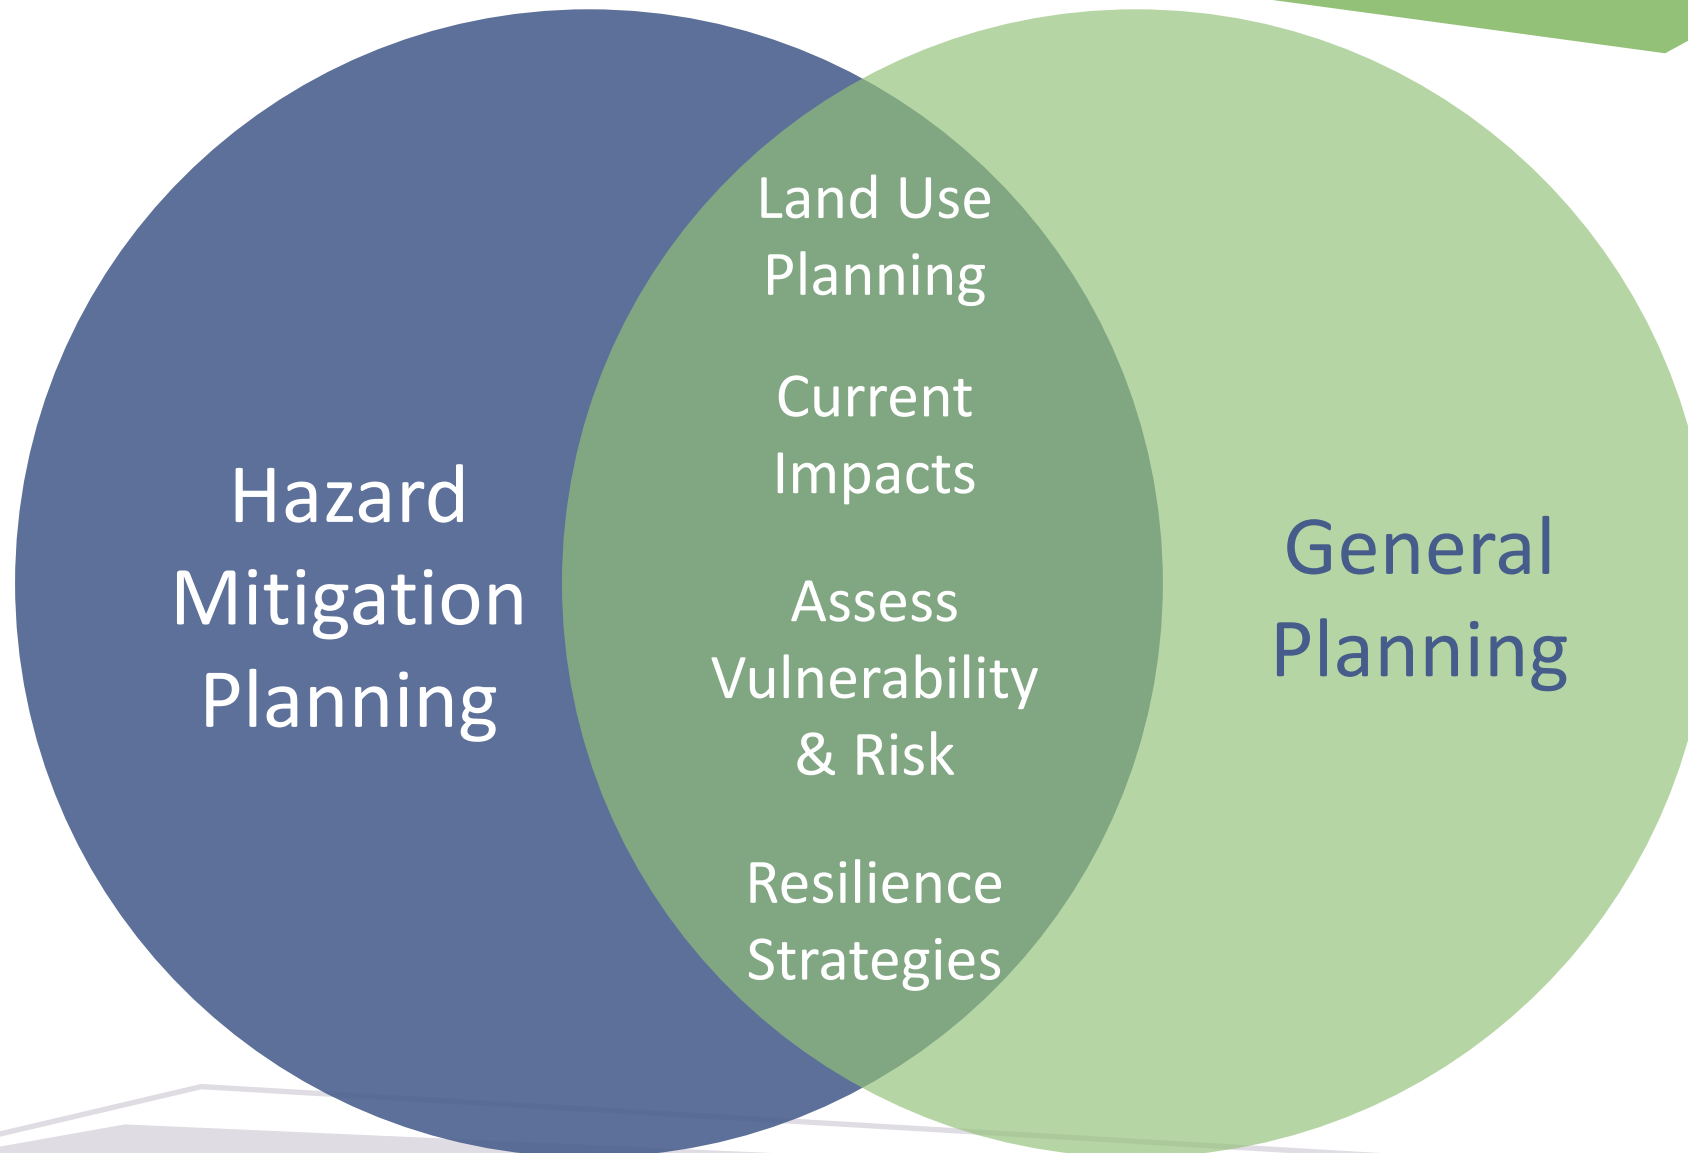 Hazard
Mitigation
Planning
Land Use
Planning
Current
Impacts
Assess
Vulnerability
& Risk
Resilience
Strategies
General
Planning